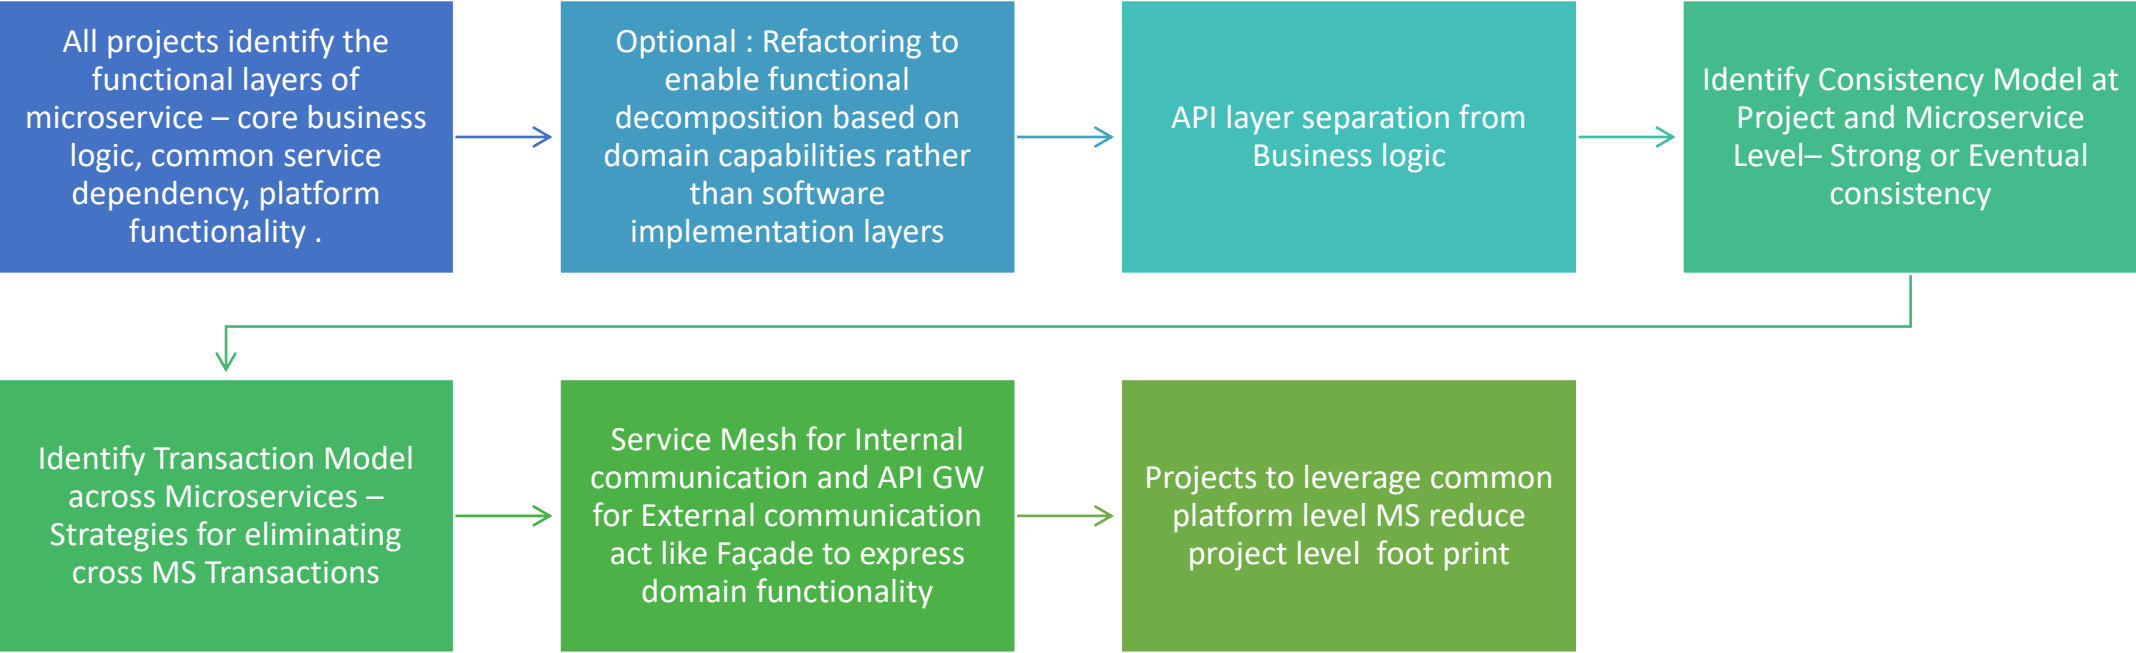 All projects identify the
functional layers of
microservice – core business
logic, common service
dependency, platform
functionality .
Optional : Refactoring to
enable functional
decomposition based on
domain capabilities rather
than software
implementation layers
API layer separation from
Business logic
Identify Consistency Model at
Project and Microservice
Level– Strong or Eventual
consistency
Identify Transaction Model
across Microservices –
Strategies for eliminating
cross MS Transactions
Service Mesh for Internal
communication and API GW
for External communication
act like Façade to express
domain functionality
Projects to leverage common
platform level MS reduce
project level  foot print